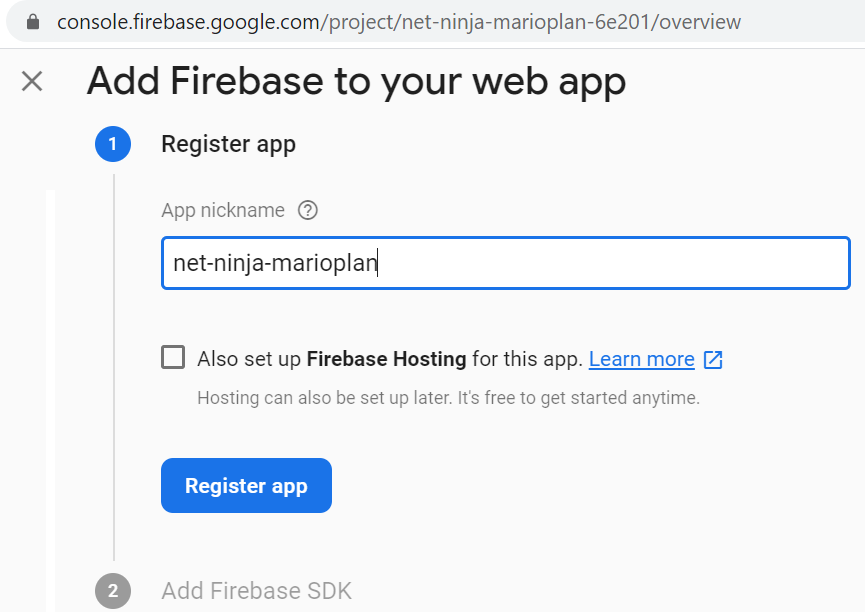 console.firebase.google.com/project/net-ninja-marioplan-6e201/overview
Add Firebase to your web app
1 Register app
App nickname ?
net-ninja-marioplan
Also set up Firebase Hosting for this app. Learn more
Hosting can also be set up later. It's free to get started anytime.
Register app
2 Add Firebase SDK